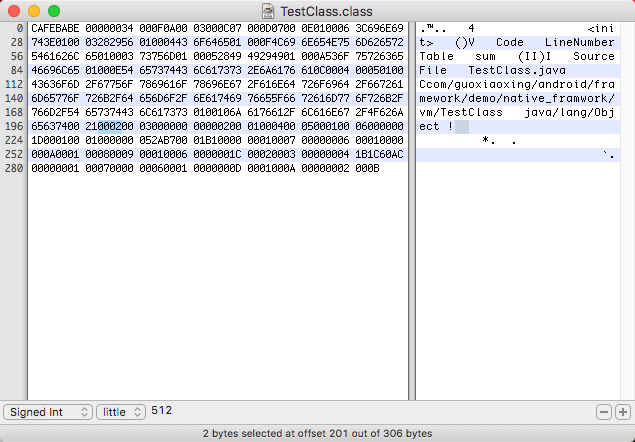 TestClass.class
0 CAFEBABE 00000034 000F0A00 03000C07 000D0700 0E010006 3C696E69 .™.. 4 <ini
28 743E0100 03282956 01000443 6F646501 000F4C69 6E654E75 6D626572 t> ()V Code LineNumber
56 5461626C 65010003 73756D01 00052849 49294901 000A536F 75726365 Table sum (II)I Source
84 46696C65 01000E54 65737443 6C617373 2E6A6176 610C0004 00050100 File TestClass.java
112 43636F6D 2F67756F 7869616F 78696E67 2F616E64 726F6964 2F667261 Ccom/guoxiaoxing/android/fra
140 6D65776F 726B2F64 656D6F2F 6E617469 76655F66 72616D77 6F726B2F mework/demo/native_framwork/
168 766D2F54 65737443 6C617373 0100106A 6176612F 6C616E67 2F4F626A vm/TestClass java/lang/Obj
196 65637400 21000200 03000000 00000200 01000400 05000100 06000000 ect !
224 1D000100 01000000 052AB700 01B10000 00010007 00000006 00010000 *. .
252 000A0001 00080009 00010006 0000001C 00020003 00000004 1B1C60AC `.
280 00000001 00070000 00060001 0000000D 0001000A 00000002 000B
Signed Int little 512
2 bytes selected at offset 201 out of 306 bytes